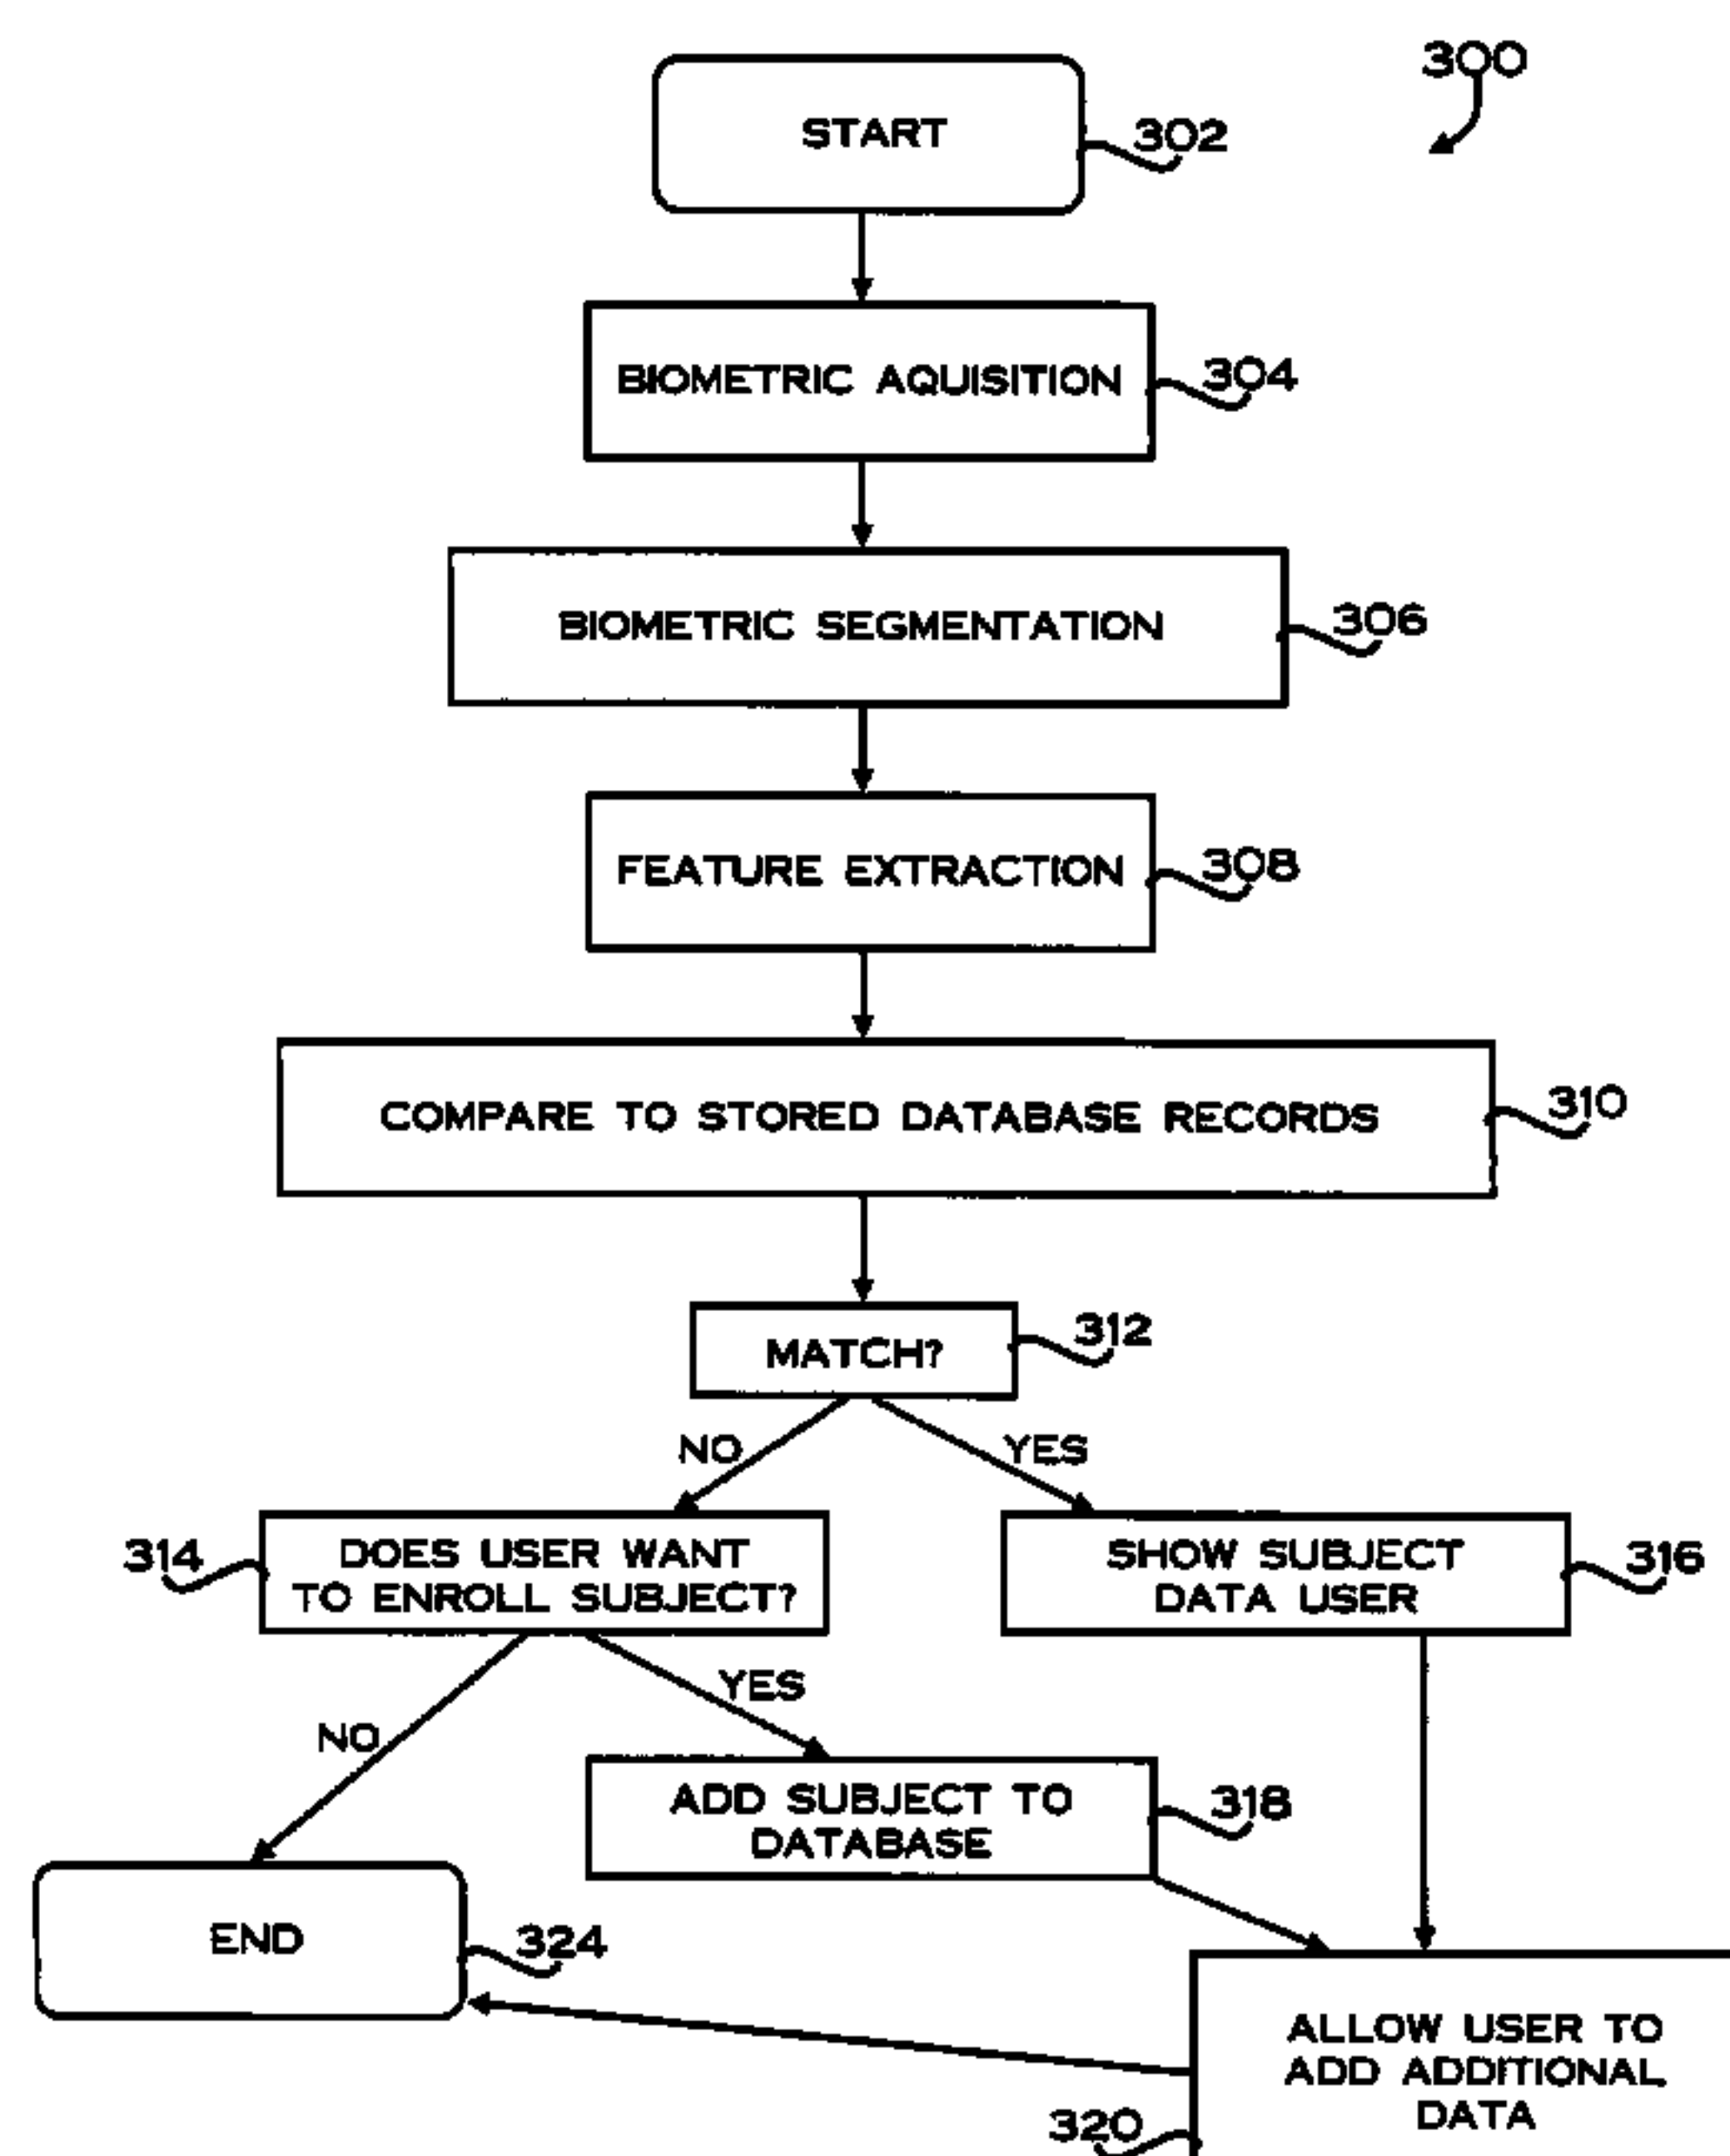 300
START
302
BIOMETRIC AQUISITION
304
BIOMETRIC SEGMENTATION
306
FEATURE EXTRACTION
308
COMPARE TO STORED DATABASE RECORDS
310
MATCH?
312
NO
YES
314
DOES USER WANT
TO ENROLL SUBJECT?
SHOW SUBJECT
DATA USER
316
YES
NO
ADD SUBJECT TO
DATABASE
318
END
324
ALLOW USER TO
ADD ADDITIONAL
DATA
320